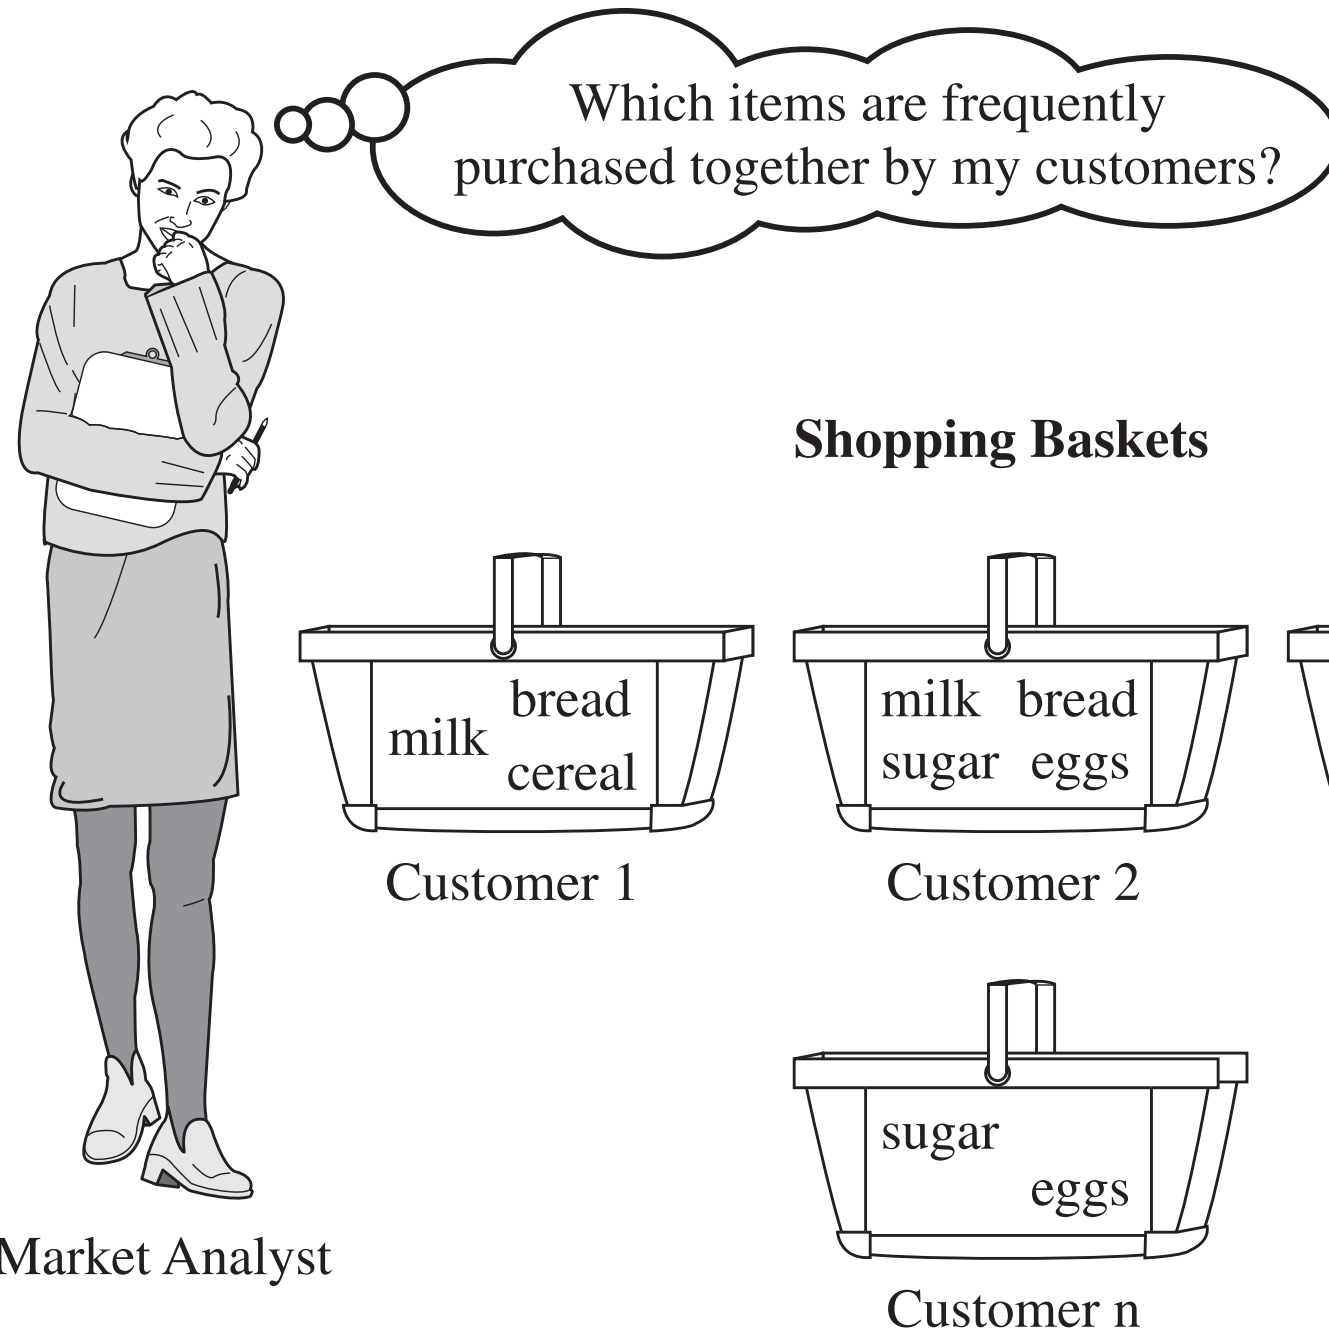 Which items are frequently
purchased together by my customers?
Shopping Baskets
milk
bread
cereal
Customer 1
milk bread
sugar eggs
Customer 2
sugar
eggs
Customer n
Market Analyst